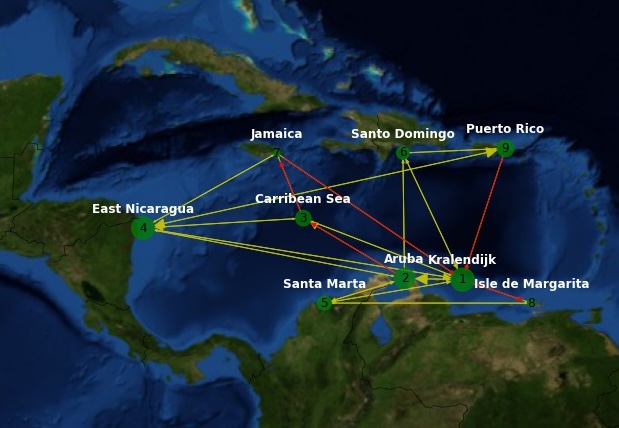 Jamaica
Santo Domingo
Puerto Rico
7
6
9
Carribean Sea
East Nicaragua
3
4
Aruba
Kralendijk
2
1
Santa Marta
Isle de Margarita
5
8